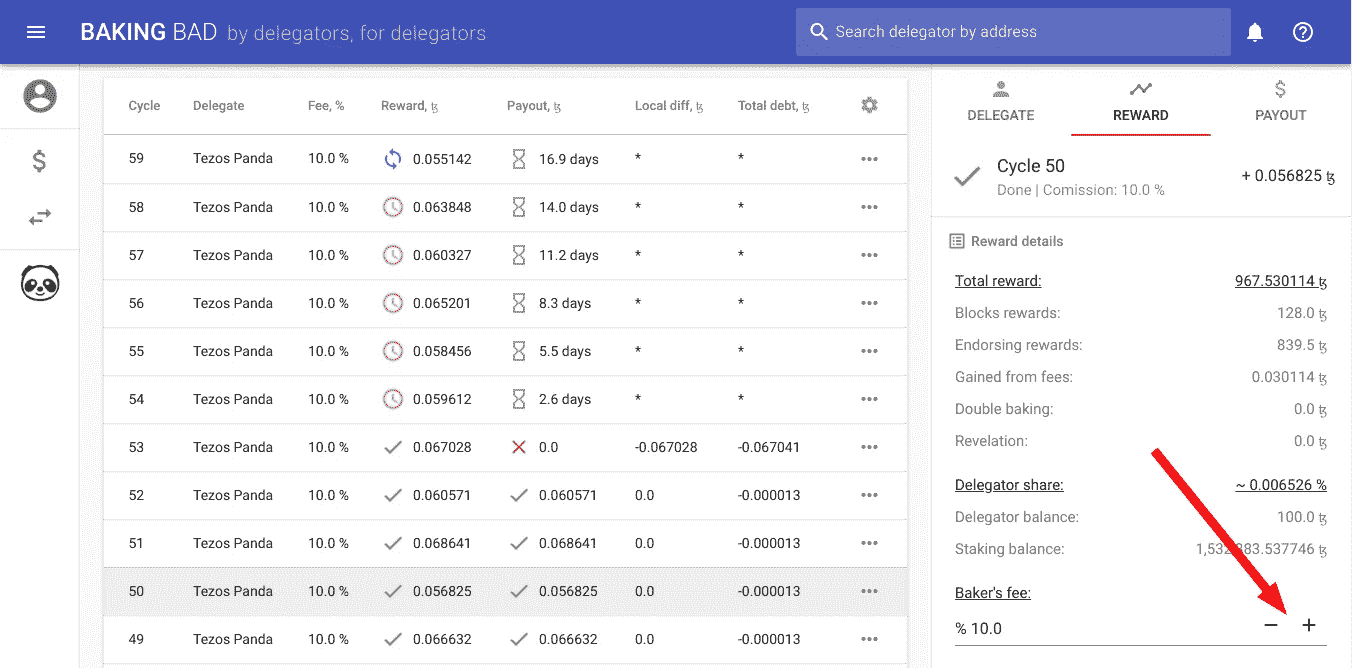 BAKING BAD by delegators, for delegators
Search delegator by address
Cycle Delegate Fee, % Reward, ꜩ Payout, ꜩ Local diff, ꜩ Total debt, ꜩ
59 Tezos Panda 10.0 % 0.055142 16.9 days * *
58 Tezos Panda 10.0 % 0.063848 14.0 days * *
57 Tezos Panda 10.0 % 0.060327 11.2 days * *
56 Tezos Panda 10.0 % 0.065201 8.3 days * *
55 Tezos Panda 10.0 % 0.058456 5.5 days * *
54 Tezos Panda 10.0 % 0.059612 2.6 days * *
53 Tezos Panda 10.0 % 0.067028 0.0 -0.067028 -0.067041
52 Tezos Panda 10.0 % 0.060571 0.060571 0.0 -0.000013
51 Tezos Panda 10.0 % 0.068641 0.068641 0.0 -0.000013
50 Tezos Panda 10.0 % 0.056825 0.056825 0.0 -0.000013
49 Tezos Panda 10.0 % 0.066632 0.066632 0.0 -0.000013
DELEGATE REWARD PAYOUT
Cycle 50
Done | Comission: 10.0 %
+ 0.056825 ꜩ
Reward details
Total reward: 967.530114 ꜩ
Blocks rewards: 128.0 ꜩ
Endorsing rewards: 839.5 ꜩ
Gained from fees: 0.030114 ꜩ
Double baking: 0.0 ꜩ
Revelation: 0.0 ꜩ
Delegator share: ~ 0.006526 %
Delegator balance: 100.0 ꜩ
Staking balance:
Baker's fee:
% 10.0